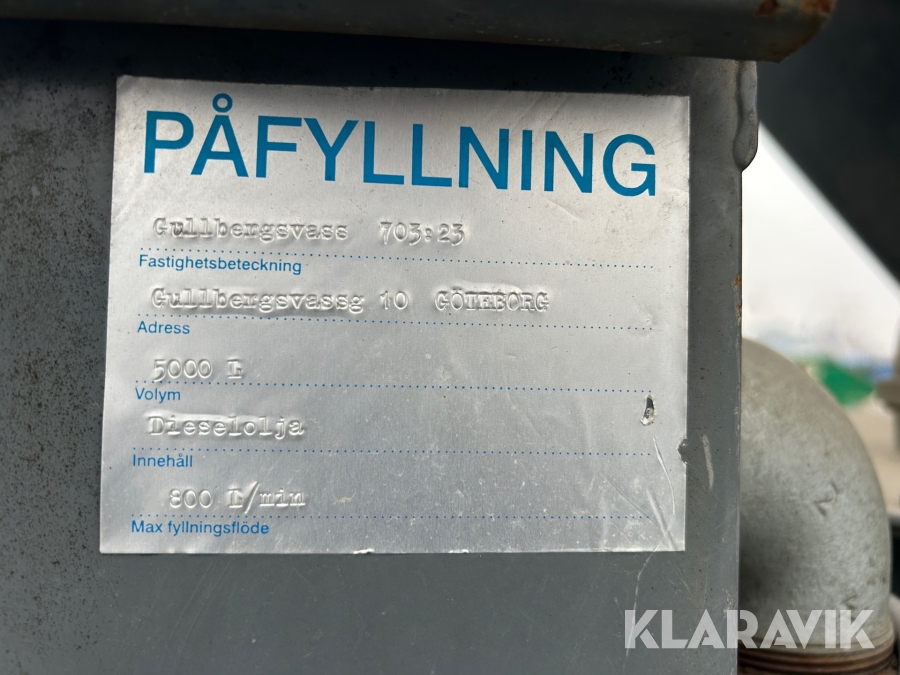 PÅFYLLNING
Gullbergsvass 703:23
Fastighetsbeteckning
Gullbergsvassg 10 GÖTEBORG
Adress
5000 L
Volym
Dieselolja
Innehåll
800 L/min
Max fyllningsflöde
KLARAVIK